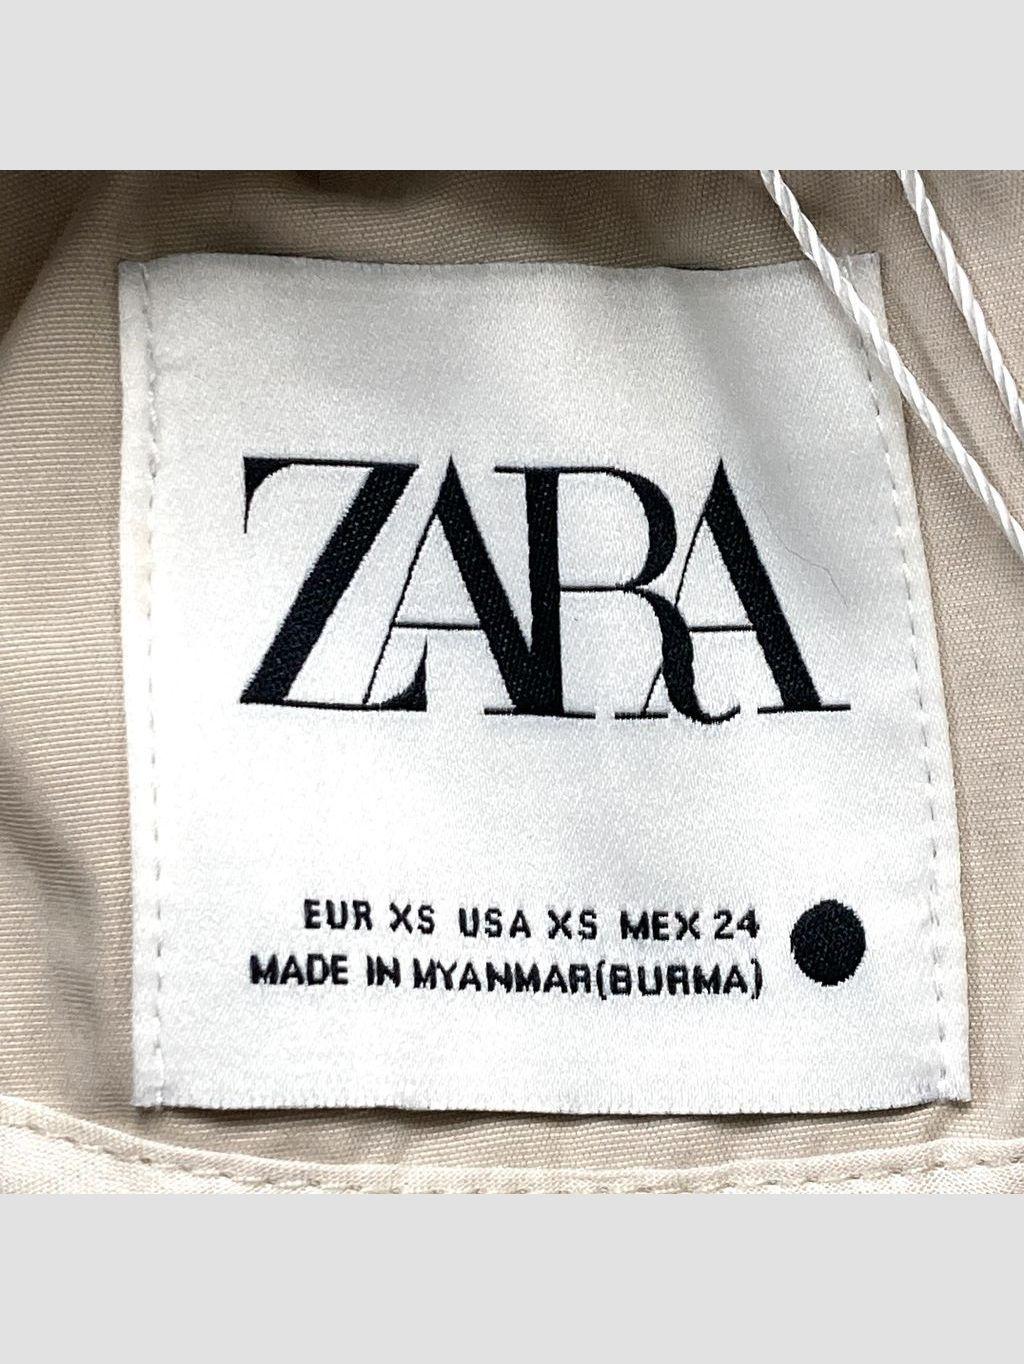 ZARA
EUR XS USA XS MEX 24
MADE IN MYANMAR(BURMA)